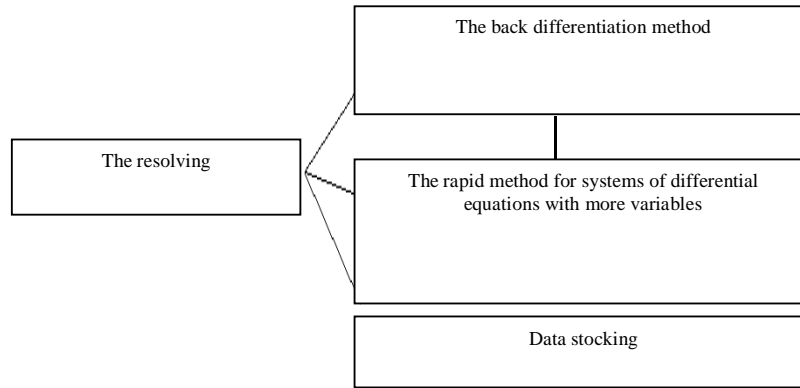 The back differentiation method
The resolving
The rapid method for systems of differential
equations with more variables
Data stocking